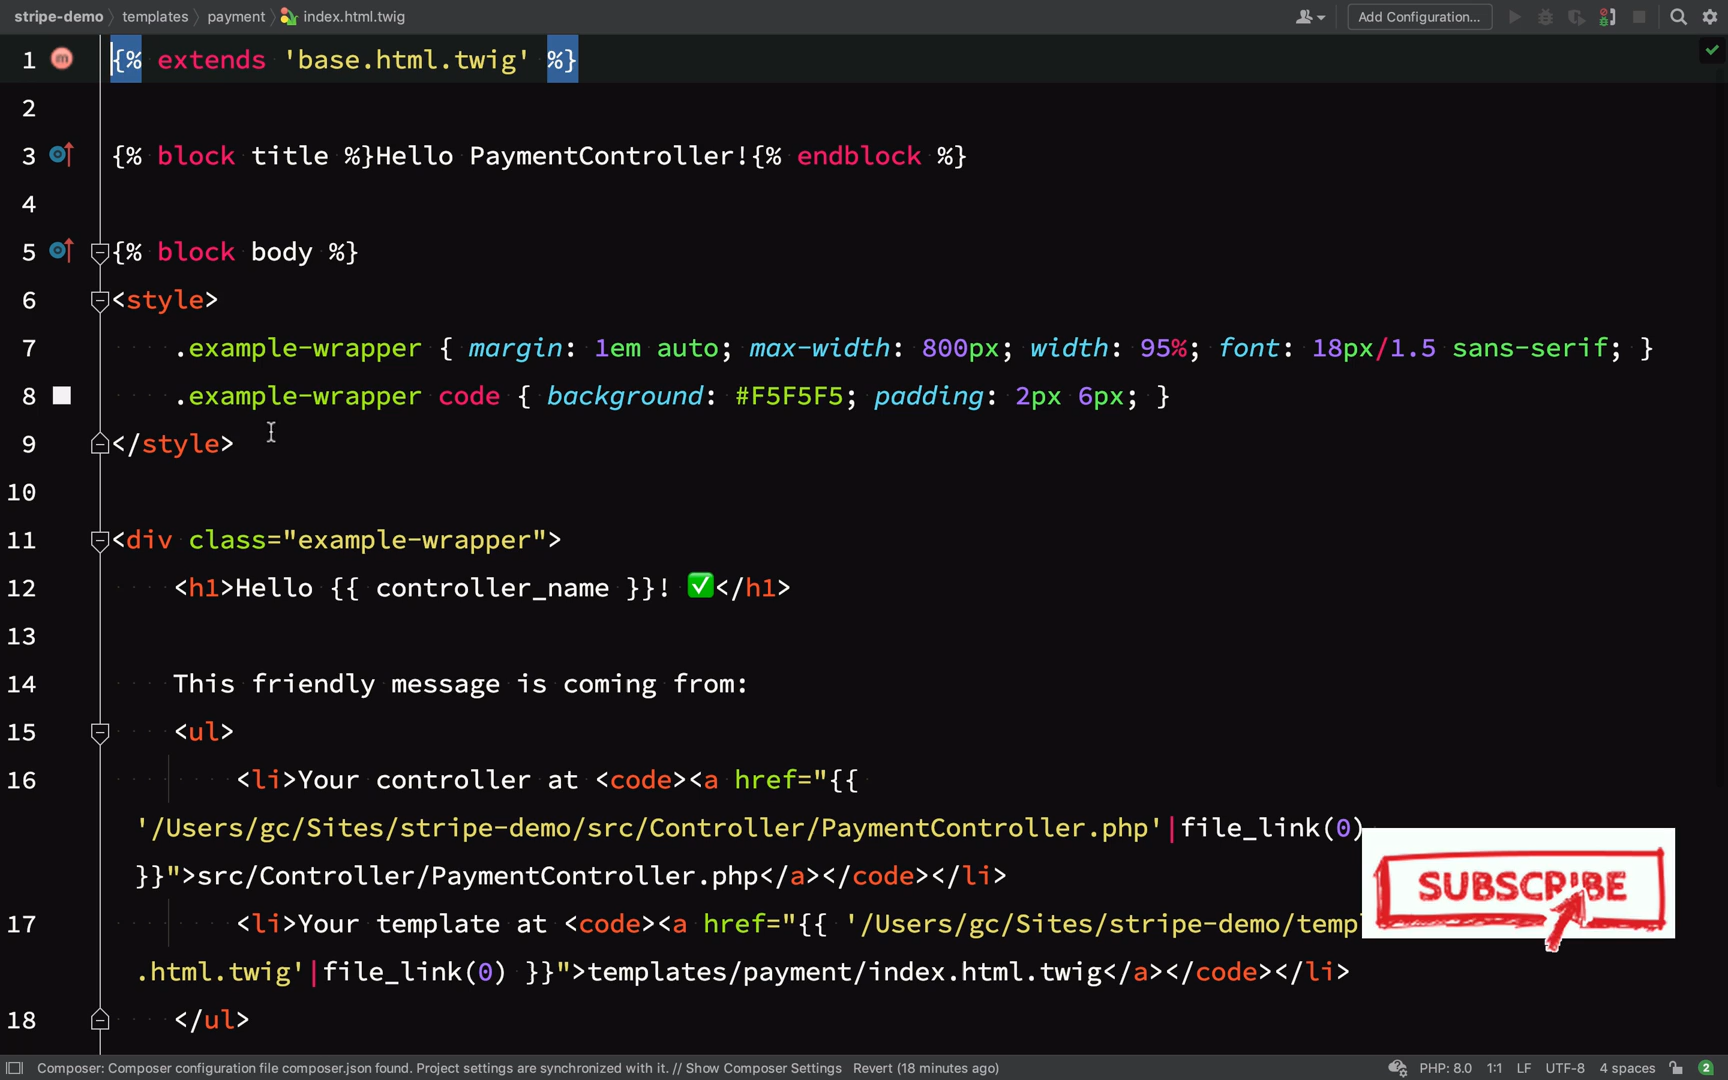 stripe-demo templates payment index.html.twig Add Configuration...
1 {% extends 'base.html.twig' %}
2
3 {% block title %}Hello PaymentController!{% endblock %}
4
5 {% block body %}
6 <style>
7 .example-wrapper { margin: 1em auto; max-width: 800px; width: 95%; font: 18px/1.5 sans-serif; }
8 .example-wrapper code { background: #F5F5F5; padding: 2px 6px; }
9 </style>
10
11 <div class="example-wrapper">
12 <h1>Hello {{ controller_name }}! ✅</h1>
13
14 This friendly message is coming from:
15 <ul>
16 <li>Your controller at <code><a href="{{
'/Users/gc/Sites/stripe-demo/src/Controller/PaymentController.php'|file_link(0)
}}">src/Controller/PaymentController.php</a></code></li>
17 <li>Your template at <code><a href="{{ '/Users/gc/Sites/stripe-demo/temp
.html.twig'|file_link(0) }}">templates/payment/index.html.twig</a></code></li>
18 </ul>
SUBSCRIBE
Composer: Composer configuration file composer.json found. Project settings are synchronized with it. // Show Composer Settings Revert (18 minutes ago) PHP: 8.0 1:1 LF UTF-8 4 spaces 2